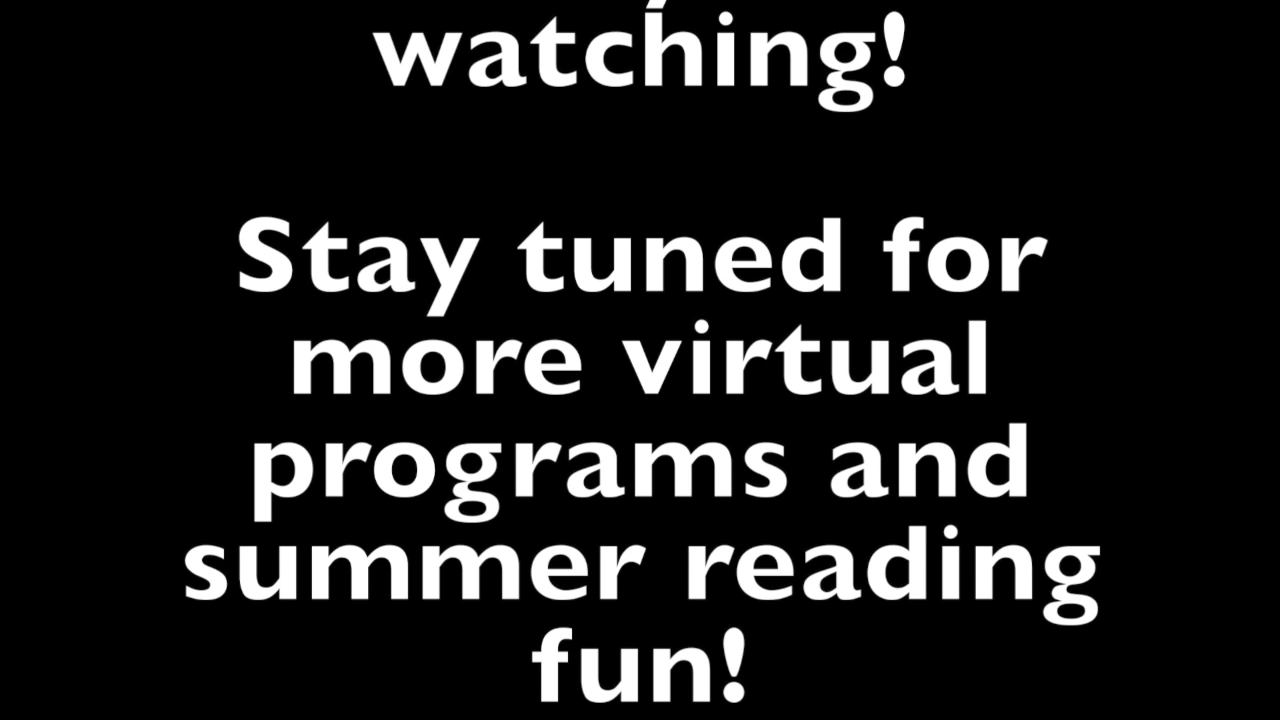 watching!
Stay tuned for
more virtual
programs and
summer reading
fun!